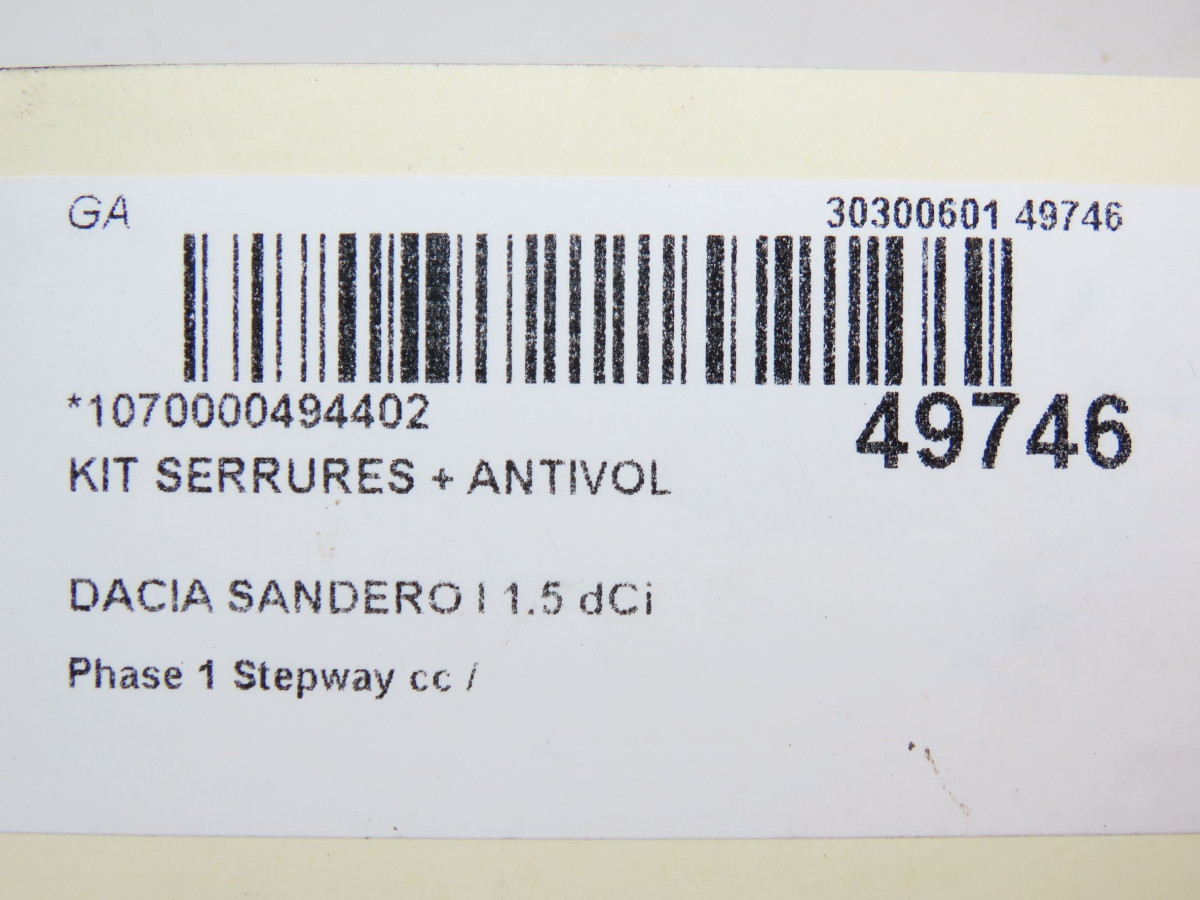 GA
30300601 49746
*1070000494402
49746
KIT SERRURES + ANTIVOL
DACIA SANDERO I 1.5 dCi
Phase 1 Stepway cc /